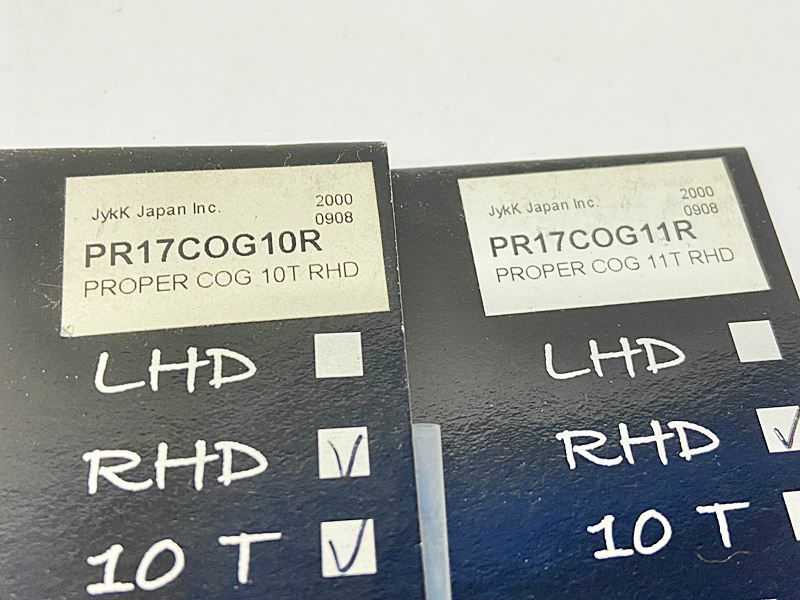 JykK Japan Inc.
2000
0908
PR17COG10R
PROPER COG 10T RHD
LHD
RHD
10 T
JykK Japan Inc.
2000
0908
PR17COG11R
PROPER COG 11T RHD
LHD
RHD
10 T